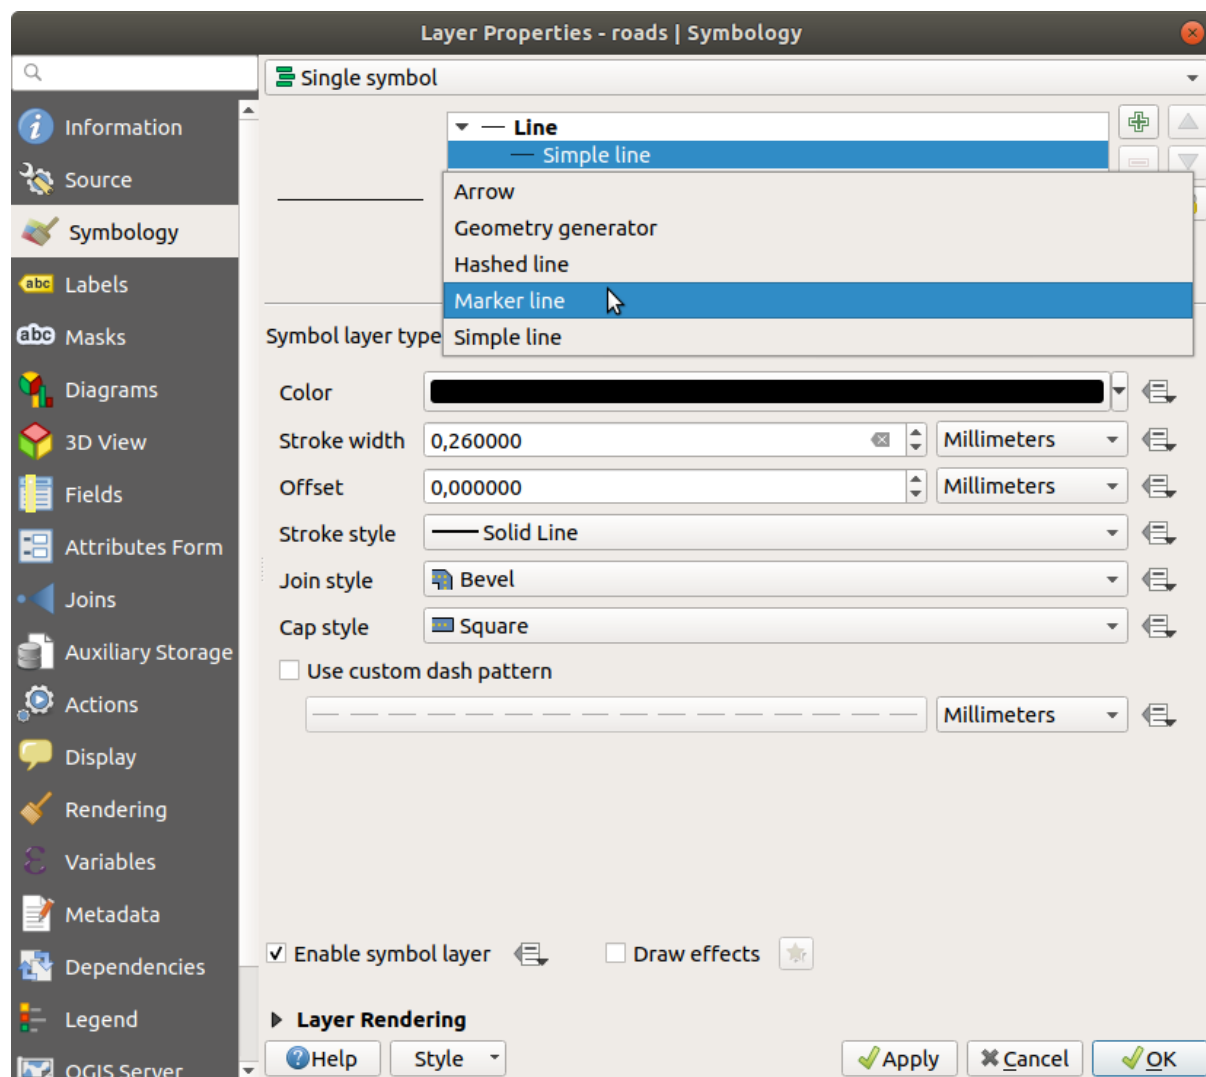 Layer Properties - roads | Symbology
Single symbol
Information
Source
Symbology
Labels
Masks
Diagrams
3D View
Fields
Attributes Form
Joins
Auxiliary Storage
Actions
Display
Rendering
Variables
Metadata
Dependencies
Legend
QGIS Server
Line
Simple line
Arrow
Geometry generator
Hashed line
Marker line
Simple line
Symbol layer type
Color
Stroke width 0,260000 Millimeters
Offset 0,000000 Millimeters
Stroke style Solid Line
Join style Bevel
Cap style Square
Use custom dash pattern
Millimeters
Enable symbol layer Draw effects
Layer Rendering
Help Style Apply Cancel OK